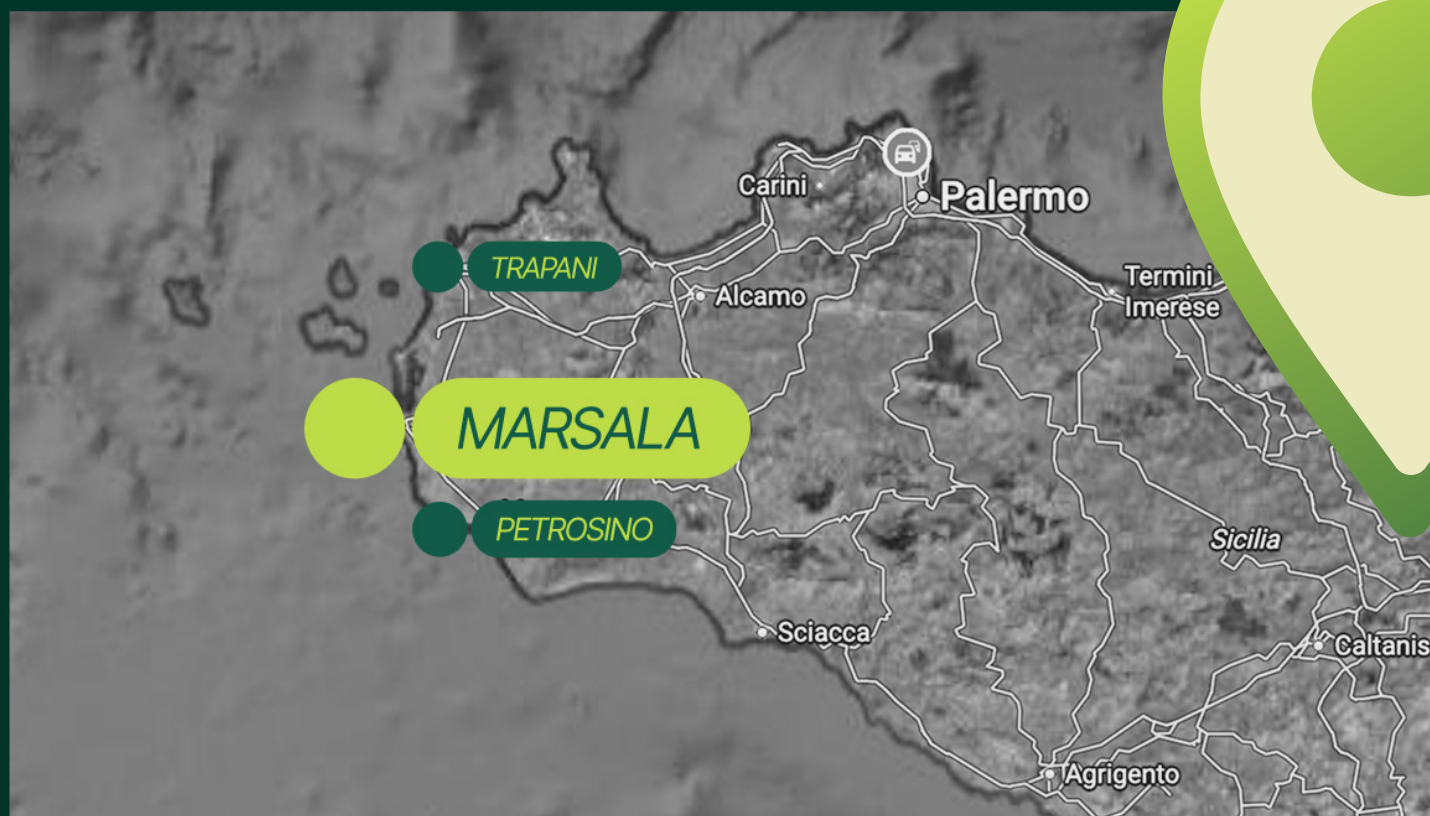 Carini
Palermo
TRAPANI
Termini
Imerese
Alcamo
MARSALA
PETROSINO
Sicilia
Sciacca
Caltanis
Agrigento